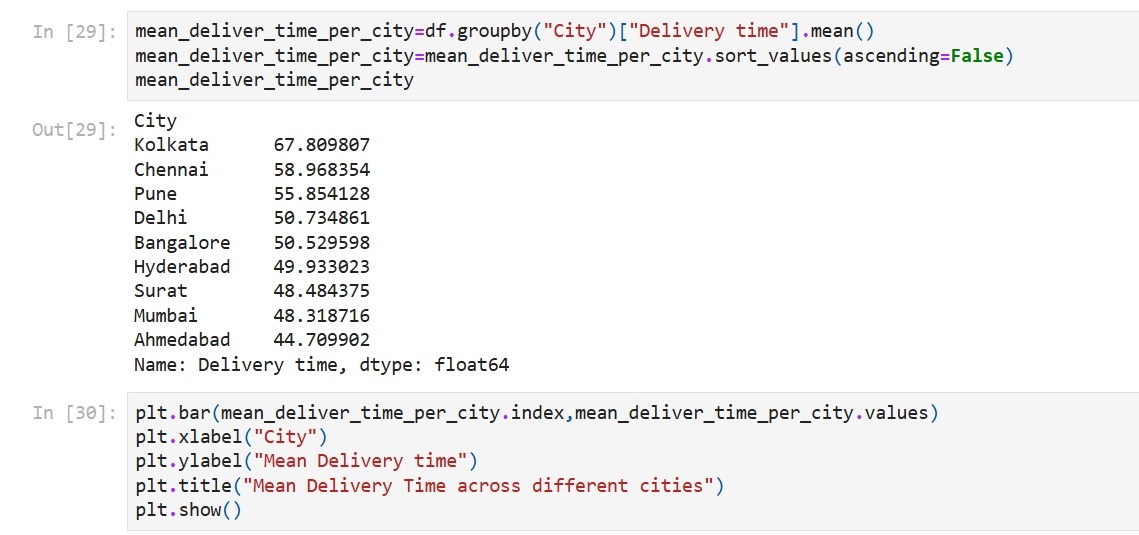 In [29]: mean_deliver_time_per_city=df.groupby("City")["Delivery time"].mean()
mean_deliver_time_per_city=mean_deliver_time_per_city.sort_values(ascending=False)
mean_deliver_time_per_city
Out[29]: City
Kolkata 67.809807
Chennai 58.968354
Pune 55.854128
Delhi 50.734861
Bangalore 50.529598
Hyderabad 49.933023
Surat 48.484375
Mumbai 48.318716
Ahmedabad 44.709902
Name: Delivery time, dtype: float64
In [30]: plt.bar(mean_deliver_time_per_city.index,mean_deliver_time_per_city.values)
plt.xlabel("City")
plt.ylabel("Mean Delivery time")
plt.title("Mean Delivery Time across different cities")
plt.show()